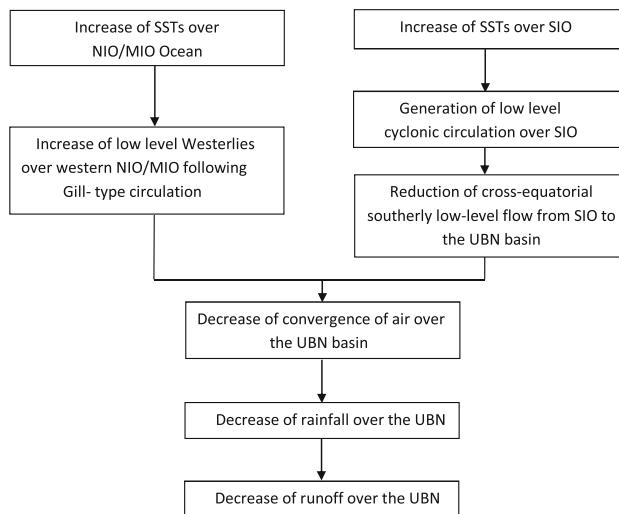 Increase of SSTs over
NIO/MIO Ocean
Increase of low level Westerlies
over western NIO/MIO following
Gill- type circulation
Increase of SSTs over SIO
Generation of low level
cyclonic circulation over SIO
Reduction of cross-equatorial
southerly low-level flow from SIO to
the UBN basin
Decrease of convergence of air over
the UBN basin
Decrease of rainfall over the UBN
Decrease of runoff over the UBN